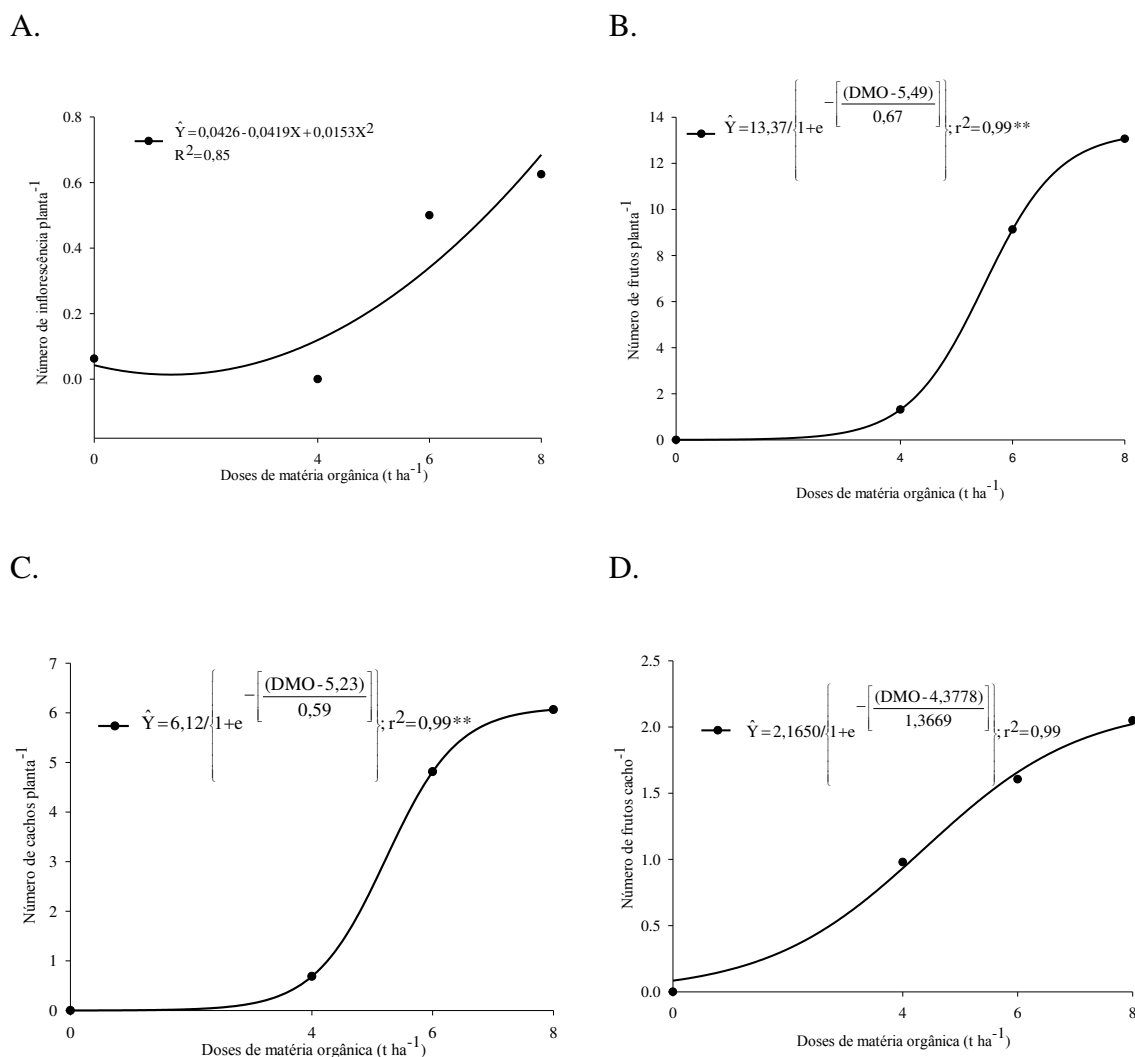 A.
Ŷ=0,0426-0,0419X+0,0153X²
R²=0,85
0.8
0.6
0.4
0.2
0.0
Número de inflorescência planta⁻¹
0 4 6 8
Doses de matéria orgânica (t ha⁻¹)
B.
Ŷ=13,37/{1+e^-[(DMO-5,49)/0,67]}; r²=0,99**
14
12
10
8
6
4
2
0
Número de frutos planta⁻¹
0 4 6 8
Doses de matéria orgânica (t ha⁻¹)
C.
Ŷ=6,12/{1+e^-[(DMO-5,23)/0,59]}; r²=0,99**
7
6
5
4
3
2
1
0
Número de cachos planta⁻¹
0 4 6 8
Doses de matéria orgânica (t ha⁻¹)
D.
Ŷ=2,1650/{1+e^-[(DMO-4,3778)/1,3669]}; r²=0,99
2.5
2.0
1.5
1.0
0.5
0.0
Número de frutos cacho⁻¹
0 4 6 8
Doses de matéria orgânica (t ha⁻¹)